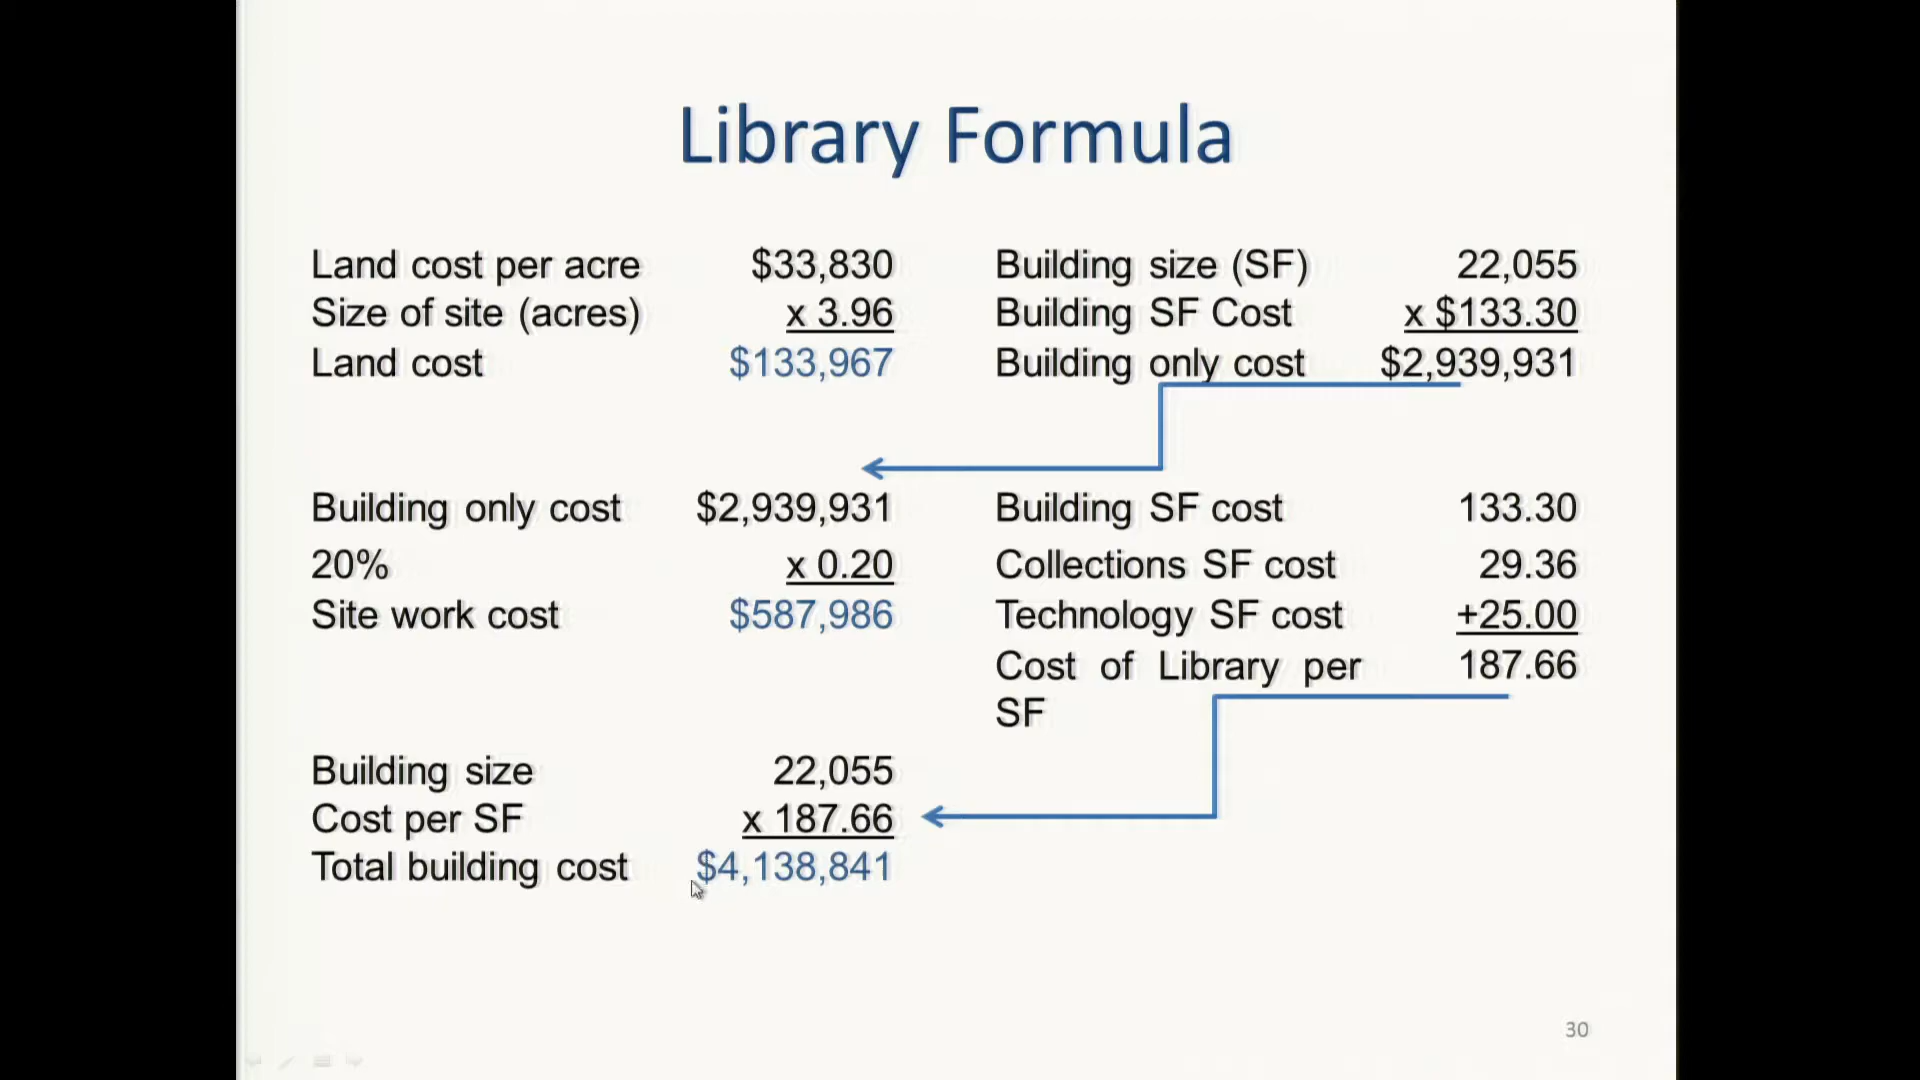 Library Formula
Land cost per acre $33,830
Size of site (acres) x 3.96
Land cost $133,967
Building size (SF) 22,055
Building SF Cost x $133.30
Building only cost $2,939,931
Building only cost $2,939,931
20% x 0.20
Site work cost $587,986
Building SF cost 133.30
Collections SF cost 29.36
Technology SF cost +25.00
Cost of Library per 187.66
SF
Building size 22,055
Cost per SF x 187.66
Total building cost $4,138,841
30